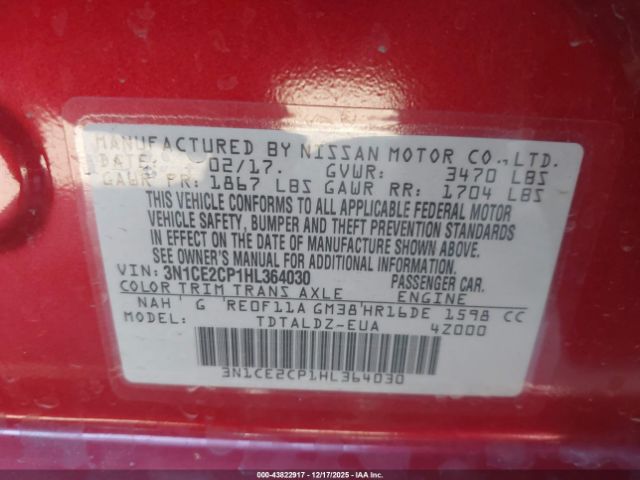 MANUFACTURED BY NISSAN MOTOR CO., LTD.
DATE: 02/17. GVWR: 3470 LBS
GAWR FR: 1867 LBS GAWR RR: 1704 LBS
THIS VEHICLE CONFORMS TO ALL APPLICABLE FEDERAL MOTOR
VEHICLE SAFETY, BUMPER AND THEFT PREVENTION STANDARDS
IN EFFECT ON THE DATE OF MANUFACTURE SHOWN ABOVE.
SEE OWNER'S MANUAL FOR ADDITIONAL INFORMATION.
VIN: 3N1CE2CP1HL364030 PASSENGER CAR.
COLOR TRIM TRANS AXLE ENGINE
NAH G RE0F11A GM38 HR16DE 1598 CC
MODEL: TDTALDZ-EUA 4Z000
3N1CE2CP1HL364030
000-43822917 - 12/17/2025 - IAAI.COM